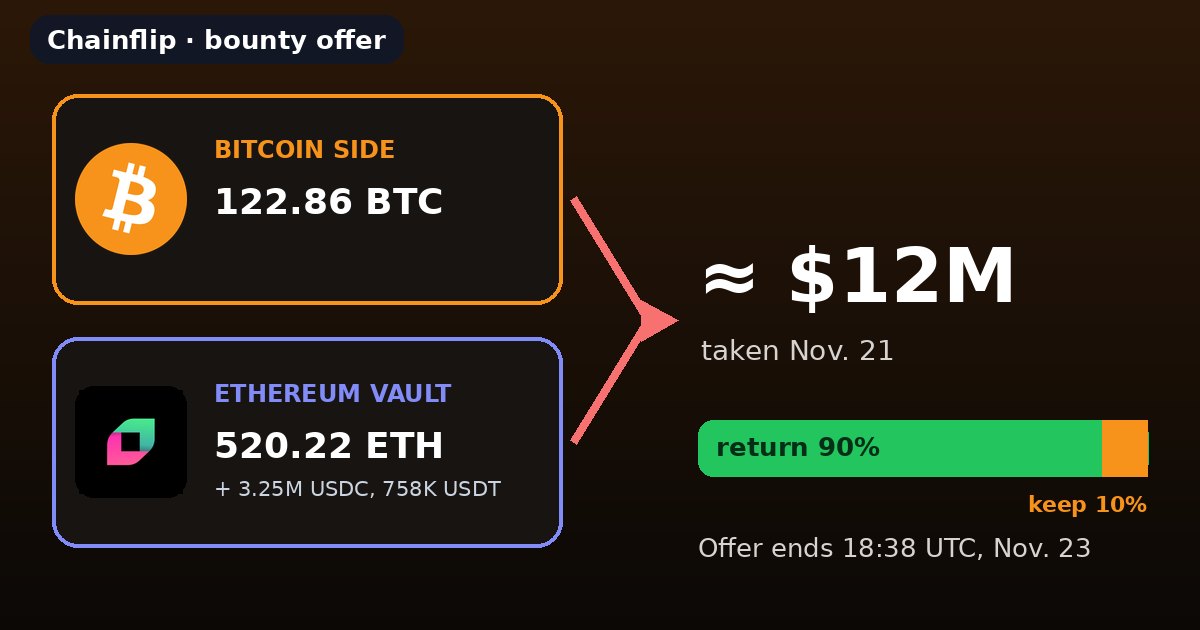 Chainflip · bounty offer
BITCOIN SIDE
122.86 BTC
ETHEREUM VAULT
520.22 ETH
+ 3.25M USDC, 758K USDT
≈ $12M
taken Nov. 21
return 90%
keep 10%
Offer ends 18:38 UTC, Nov. 23